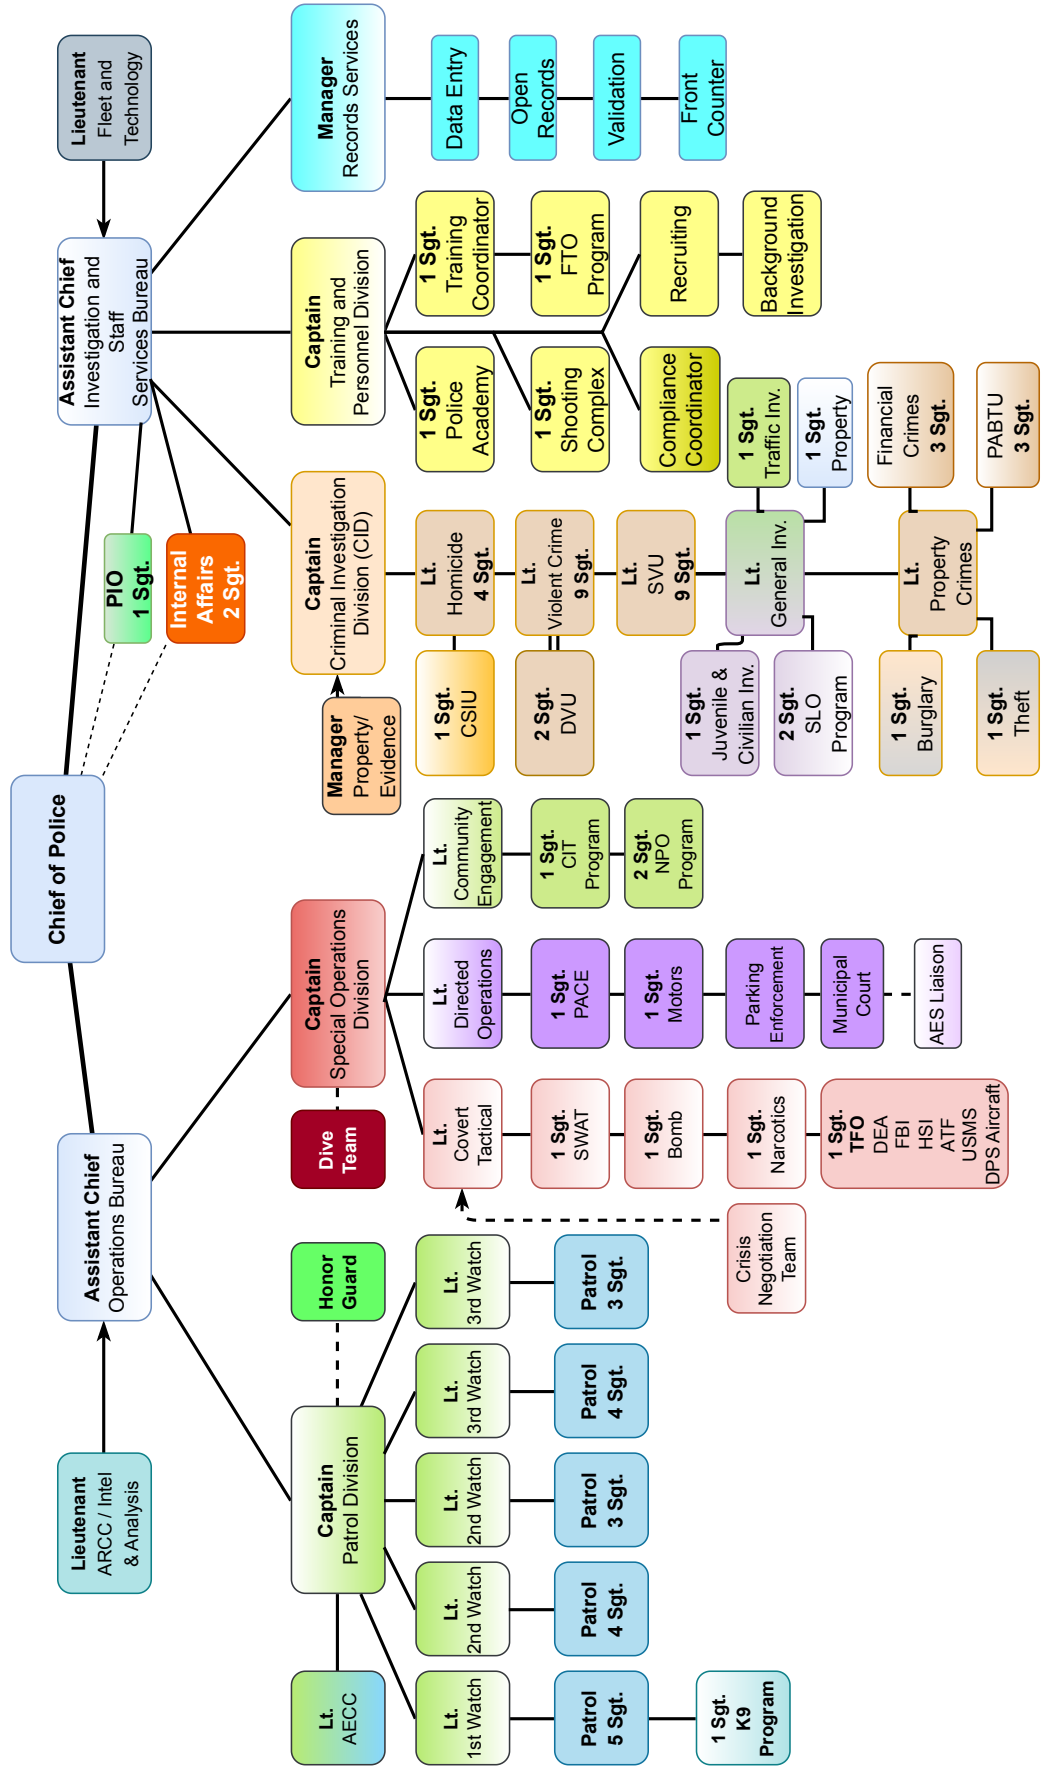 Chief of Police
Lieutenant
ARCC / Intel
& Analysis
Assistant Chief
Operations Bureau
Assistant Chief
Investigation and
Staff
Services Bureau
Lieutenant
Fleet and
Technology
PIO
1 Sgt.
Internal
Affairs
2 Sgt.
Lt.
AECC
Captain
Patrol Division
Honor
Guard
Dive
Team
Captain
Special Operations
Division
Manager
Property/
Evidence
Captain
Criminal Investigation
Division (CID)
Captain
Training and
Personnel Division
Manager
Records Services
Lt.
1st Watch
Lt.
2nd Watch
Lt.
2nd Watch
Lt.
3rd Watch
Lt.
3rd Watch
Patrol
5 Sgt.
Patrol
4 Sgt.
Patrol
3 Sgt.
Patrol
4 Sgt.
Patrol
3 Sgt.
1 Sgt.
K9
Program
Lt.
Covert
Tactical
1 Sgt.
SWAT
1 Sgt.
Bomb
Crisis
Negotiation
Team
1 Sgt.
Narcotics
1 Sgt.
TFO
DEA
FBI
HSI
ATF
USMS
DPS Aircraft
Lt.
Directed
Operations
1 Sgt.
PACE
1 Sgt.
Motors
Parking
Enforcement
Municipal
Court
AES Liaison
Lt.
Community
Engagement
1 Sgt.
CIT
Program
2 Sgt.
NPO
Program
1 Sgt.
CSIU
Lt.
Homicide
4 Sgt.
2 Sgt.
DVU
Lt.
Violent Crime
9 Sgt.
Lt.
SVU
9 Sgt.
1 Sgt.
Juvenile &
Civilian Inv.
2 Sgt.
SLO
Program
Lt.
General Inv.
1 Sgt.
Traffic Inv.
1 Sgt.
Property
1 Sgt.
Burglary
1 Sgt.
Theft
Lt.
Property
Crimes
Financial
Crimes
3 Sgt.
PABTU
3 Sgt.
1 Sgt.
Police
Academy
1 Sgt.
Training
Coordinator
1 Sgt.
Shooting
Complex
1 Sgt.
FTO
Program
Compliance
Coordinator
Recruiting
Background
Investigation
Data Entry
Open
Records
Validation
Front
Counter